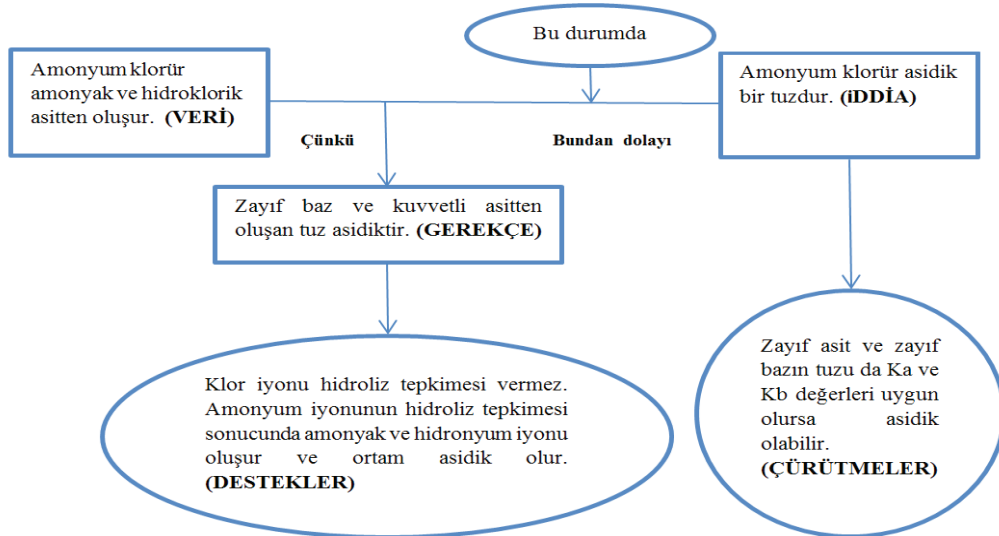 Bu durumda
Amonyum klorür
amonyak ve hidroklorik
asitten oluşur. (VERİ)
Amonyum klorür asidik
bir tuzdur. (iDDİA)
Çünkü
Bundan dolayı
Zayıf baz ve kuvvetli asitten
oluşan tuz asidiktir. (GEREKÇE)
Klor iyonu hidroliz tepkimesi vermez.
Amonyum iyonunun hidroliz tepkimesi
sonucunda amonyak ve hidronyum iyonu
oluşur ve ortam asidik olur.
(DESTEKLER)
Zayıf asit ve zayıf
bazın tuzu da Ka ve
Kb değerleri uygun
olursa asidik
olabilir.
(ÇÜRÜTMELER)